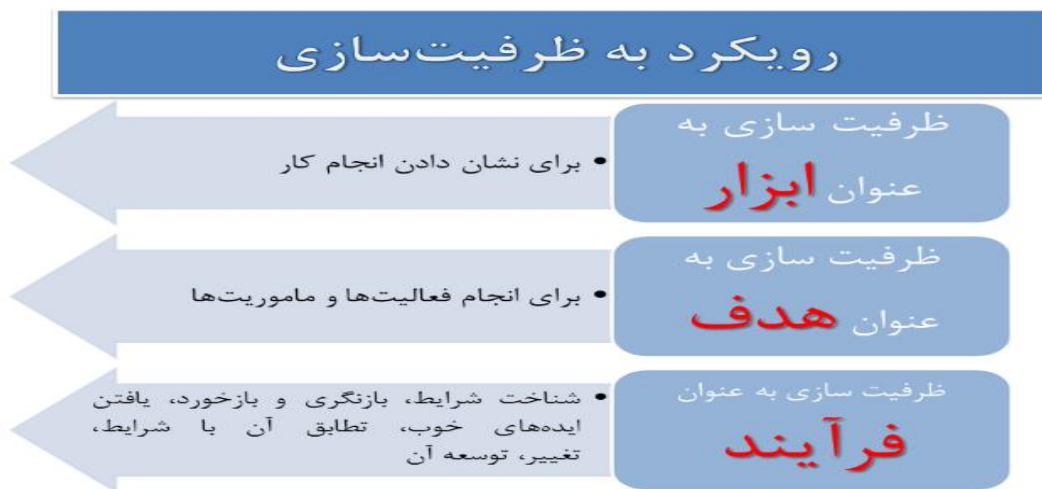 رویکرد به ظرفیت‌سازی
ظرفیت سازی به
عنوان ابزار
• برای نشان دادن انجام کار
ظرفیت سازی به
عنوان هدف
• برای انجام فعالیت‌ها و ماموریت‌ها
ظرفیت سازی به عنوان
فرآیند
• شناخت شرایط، بازنگری و بازخورد، یافتن
ایده‌های خوب، تطابق آن با شرایط،
تغییر، توسعه آن